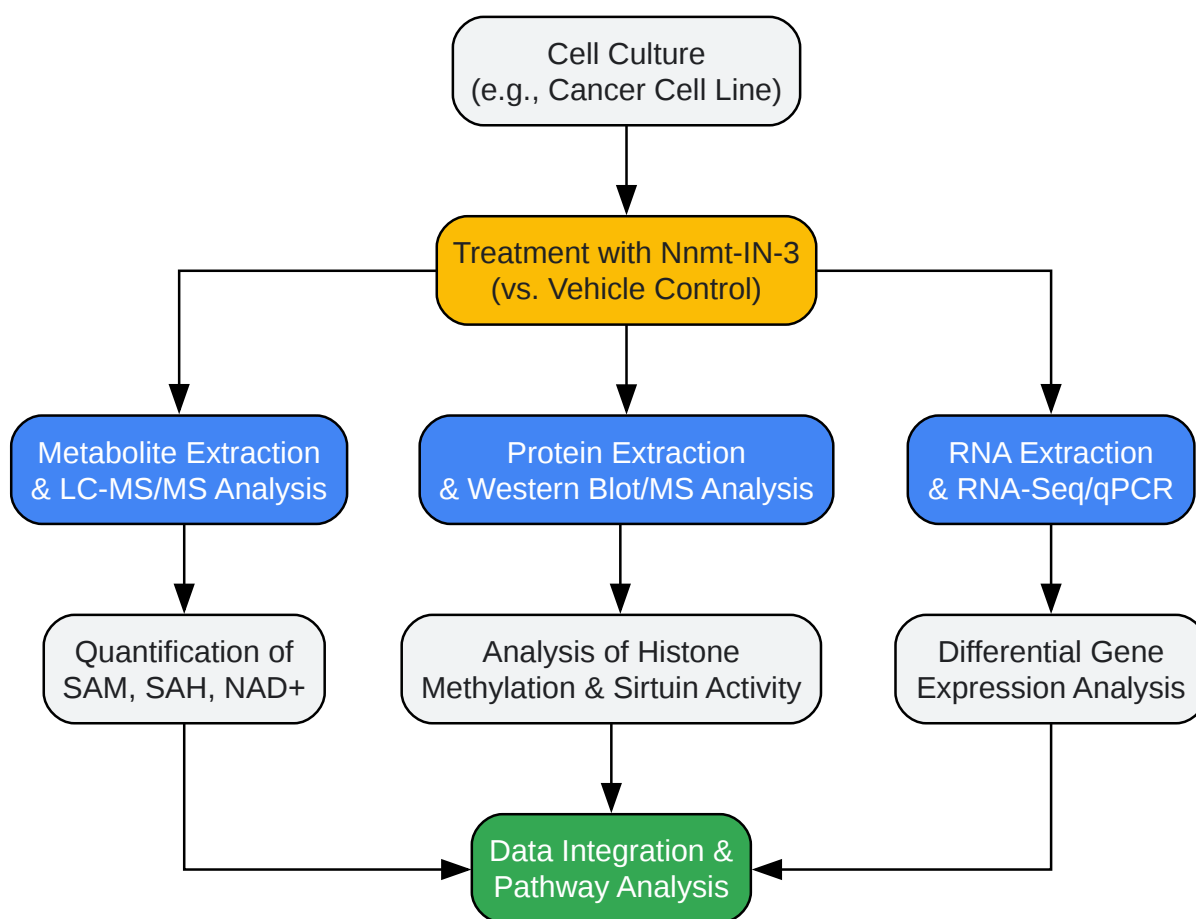 Cell Culture
(e.g., Cancer Cell Line)
Treatment with Nnmt-IN-3
(vs. Vehicle Control)
Metabolite Extraction
& LC-MS/MS Analysis
Protein Extraction
& Western Blot/MS Analysis
RNA Extraction
& RNA-Seq/qPCR
Quantification of
SAM, SAH, NAD+
Analysis of Histone
Methylation & Sirtuin Activity
Differential Gene
Expression Analysis
Data Integration &
Pathway Analysis